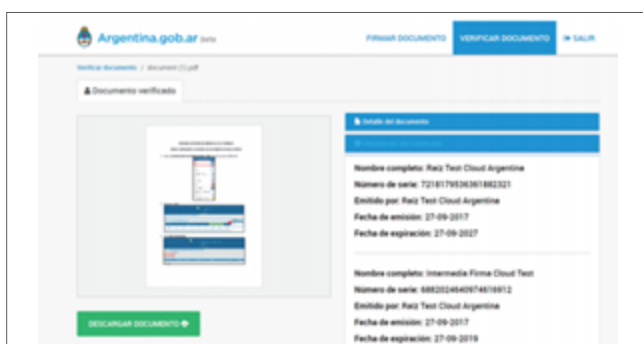 Argentina.gob.ar beta
FIRMAR DOCUMENTO
VERIFICAR DOCUMENTO
SALIR
Verificar documento / document (1).pdf
Documento verificado
Detalle del documento
Nombre completo: Raiz Test Cloud Argentina
Número de serie: 7218179536361882321
Emitido por: Raiz Test Cloud Argentina
Fecha de emisión: 27-09-2017
Fecha de expiración: 27-09-2027
Nombre completo: Intermedia Firma Cloud Test
Número de serie: 6882024640974616912
Emitido por: Raiz Test Cloud Argentina
Fecha de emisión: 27-09-2017
Fecha de expiración: 27-09-2019
DESCARGAR DOCUMENTO